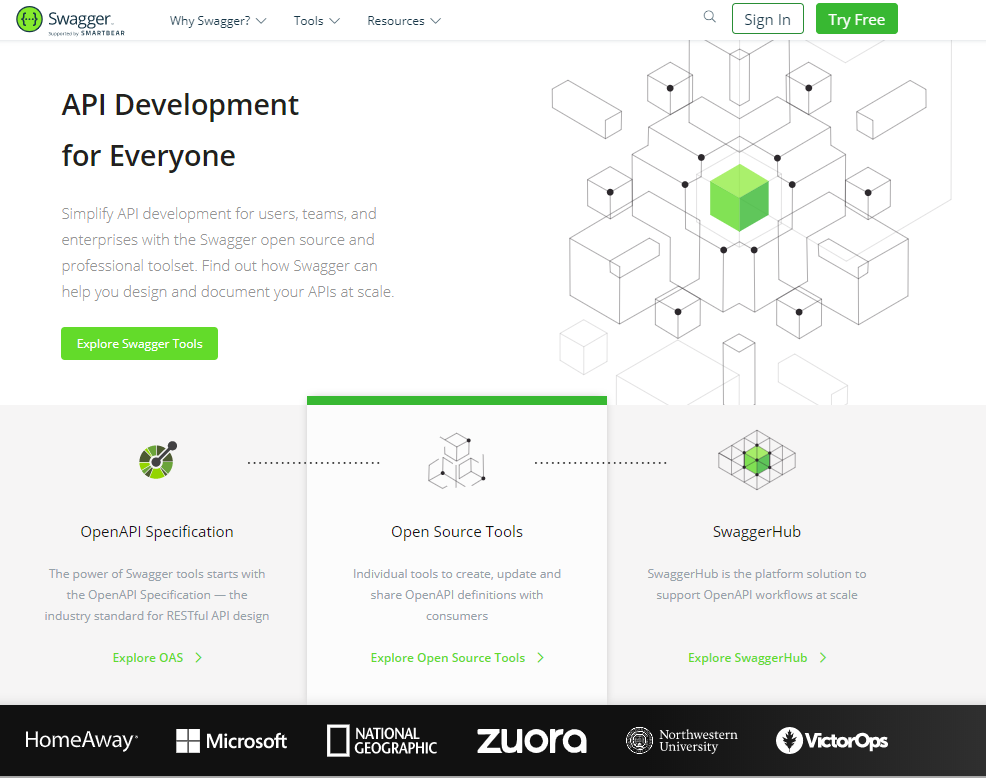 Swagger.
Supported by SMARTBEAR
Why Swagger?
Tools
Resources
Sign In
Try Free
API Development
for Everyone
Simplify API development for users, teams, and
enterprises with the Swagger open source and
professional toolset. Find out how Swagger can
help you design and document your APIs at scale.
Explore Swagger Tools
OpenAPI Specification
The power of Swagger tools starts with
the OpenAPI Specification — the
industry standard for RESTful API design
Explore OAS
Open Source Tools
Individual tools to create, update and
share OpenAPI definitions with
consumers
Explore Open Source Tools
SwaggerHub
SwaggerHub is the platform solution to
support OpenAPI workflows at scale
Explore SwaggerHub
HomeAway
Microsoft
NATIONAL
GEOGRAPHIC
zuora
Northwestern
University
VictorOps